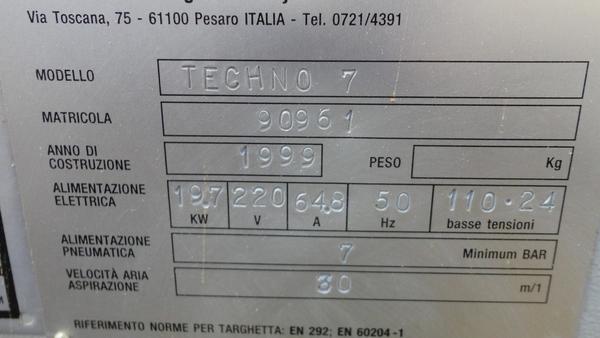 Via Toscana, 75 - 61100 Pesaro ITALIA - Tel. 0721/4391
MODELLO TECHNO 7
MATRICOLA 90961
ANNO DI COSTRUZIONE 1999 PESO Kg
ALIMENTAZIONE ELETTRICA 19.7 KW 220 V 64.8 A 50 Hz 110·24 basse tensioni
ALIMENTAZIONE PNEUMATICA 7 Minimum BAR
VELOCITÀ ARIA ASPIRAZIONE 30 m/1
RIFERIMENTO NORME PER TARGHETTA: EN 292; EN 60204-1